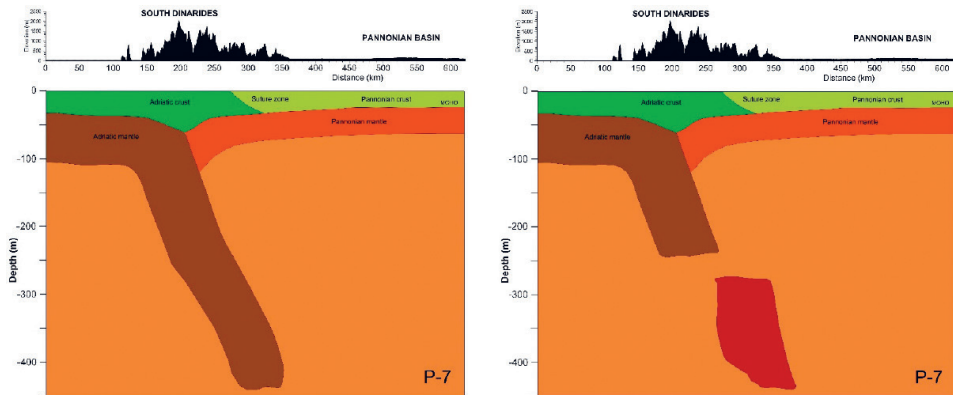 SOUTH DINARIDES
PANNONIAN BASIN
Elevation (m)
0 50 100 150 200 250 300 350 400 450 500 550 600
Distance (km)
0
Adriatic crust
Suture zone
Pannonian crust
MOHO
Pannonian mantle
Adriatic mantle
-100
-200
-300
-400
Depth (m)
P-7
SOUTH DINARIDES
PANNONIAN BASIN
Elevation (m)
0 50 100 150 200 250 300 350 400 450 500 550 600
Distance (km)
0
Adriatic crust
Suture zone
Pannonian crust
MOHO
Pannonian mantle
Adriatic mantle
-100
-200
-300
-400
Depth (m)
P-7